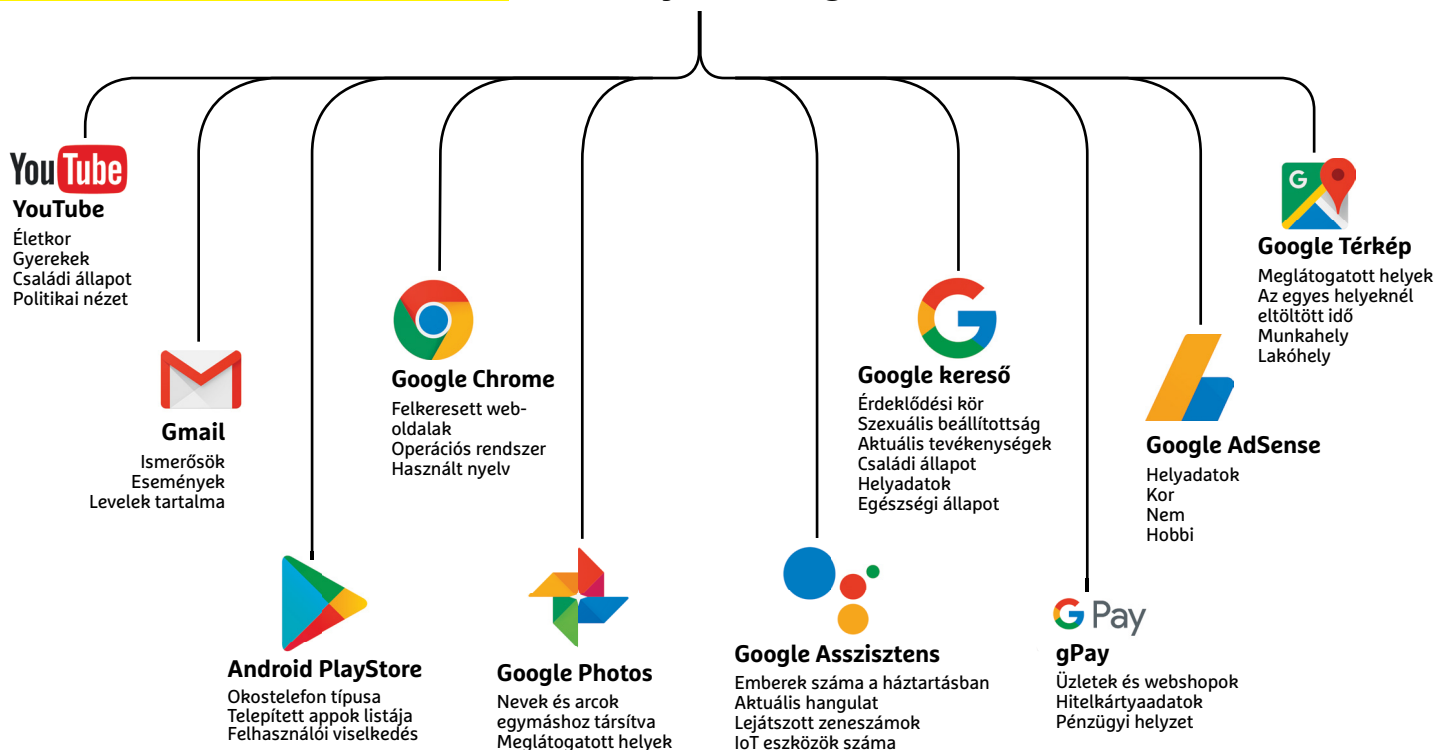 You Tube
YouTube
Életkor
Gyerekek
Családi állapot
Politikai nézet
Gmail
Ismerősök
Események
Levelek tartalma
Android PlayStore
Okostelefon típusa
Telepített appok listája
Felhasználói viselkedés
Google Chrome
Felkeresett web-
oldalak
Operációs rendszer
Használt nyelv
Google Photos
Nevek és arcok
egymáshoz társítva
Meglátogatott helyek
Google Asszisztens
Emberek száma a háztartásban
Aktuális hangulat
Lejátszott zeneszámok
IoT eszközök száma
Google kereső
Érdeklődési kör
Szexuális beállítottság
Aktuális tevékenységek
Családi állapot
Helyadatok
Egészségi állapot
G Pay
gPay
Üzletek és webshopok
Hitelkártyaadatok
Pénzügyi helyzet
Google AdSense
Helyadatok
Kor
Nem
Hobbi
G
Google Térkép
Meglátogatott helyek
Az egyes helyeknél
eltöltött idő
Munkahely
Lakóhely